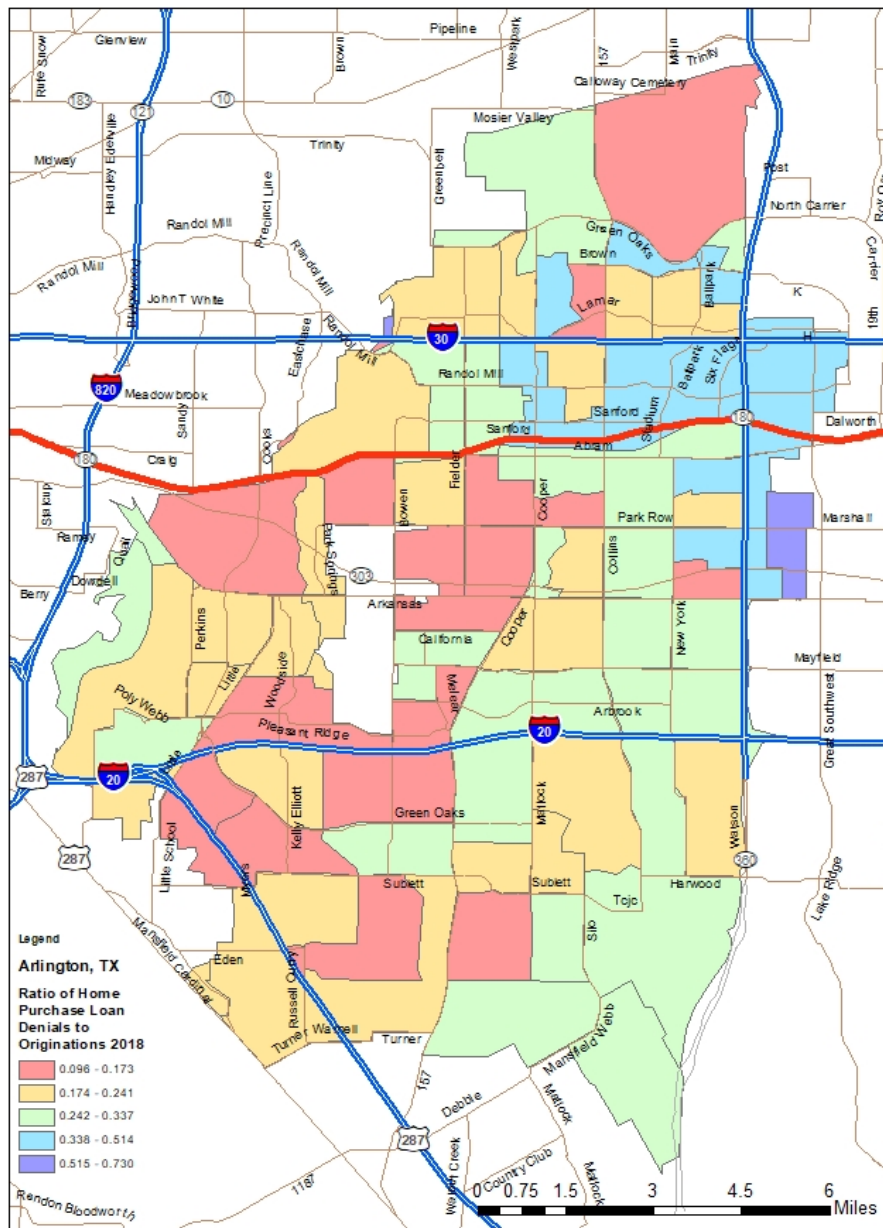 Pipeline
Glenview
Rufe Snow
Brown
Westpark
157
Main
Trinity
Calloway Cemetery
183
121
10
Mosier Valley
Handley Ederville
Trinity
Midway
Greenbelt
Precinct Line
Post
North Carrier
Randol Mill
Green Oaks
Brown
Carrier
Randol Mill
Randol Mill
Ballpark
K
John T White
Lamar
19th
Bridgewood
Eastchase
Randol Mill
30
H
Six Flags
Ballpark
Randol Mill
820
Meadowbrook
Sandy
Sanford
Sanford
Stadium
180
Dalworth
Abram
Cooks
Craig
180
Fielder
Stalcup
Bowen
Cooper
Park Row
Marshall
Ramey
Quail
Park Springs
Collins
303
Dowdell
Berry
Arkansas
Perkins
California
Cooper
New York
Mayfield
Little
Woodside
Poly Webb
Arbrook
Pleasant Ridge
20
Great Southwest
287
20
Green Oaks
Kelly Elliott
Matlock
Watson
287
Little School
360
Sublett
Sublett
Harwood
Lake Ridge
Tcjc
Silo
Mansfield Cardinal
Eden
Russell Curry
Turner Warnell
Turner
Mansfield Webb
157
Debbie
Matlock
287
Walnut Creek
Country Club
Matlock
1187
Rendon Bloodworth
Legend
Arlington, TX
Ratio of Home
Purchase Loan
Denials to
Originations 2018
0.096 - 0.173
0.174 - 0.241
0.242 - 0.337
0.338 - 0.514
0.515 - 0.730
0 0.75 1.5 3 4.5 6
Miles